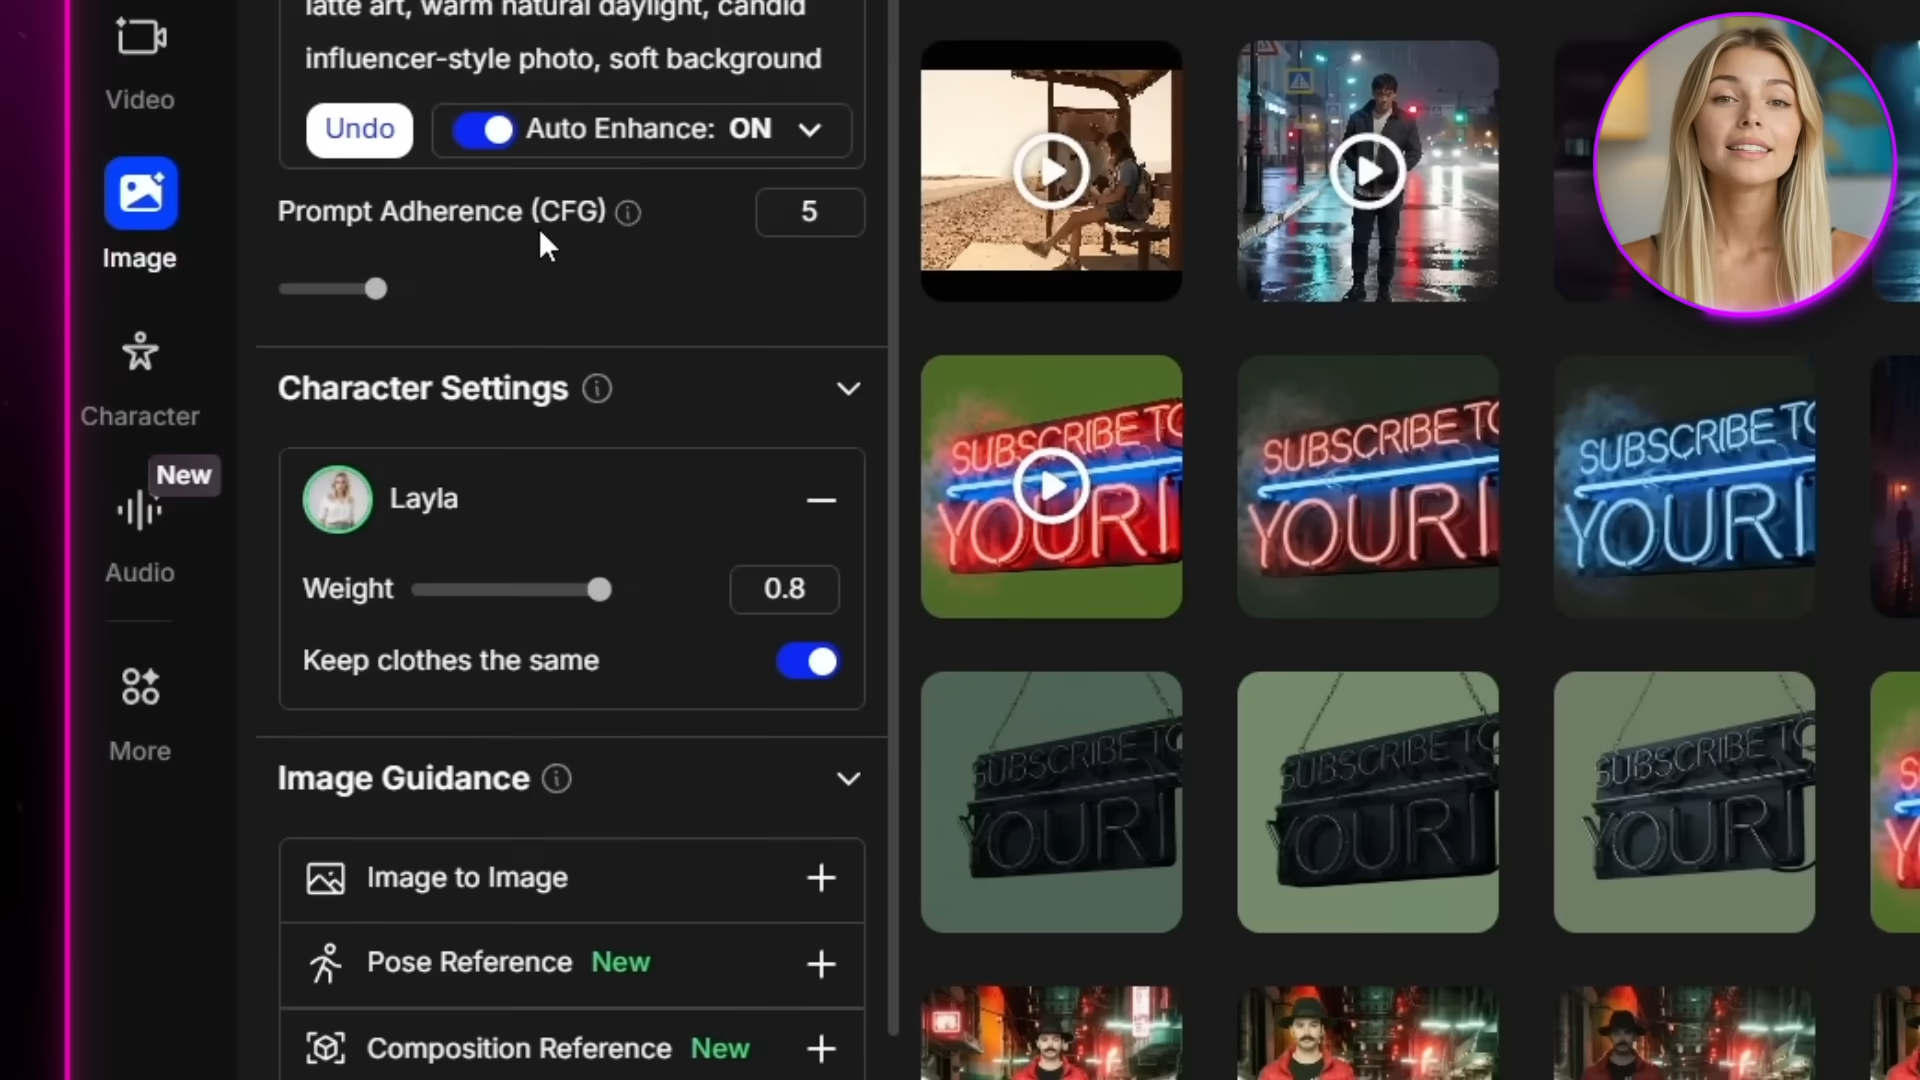 latte art, warm natural daylight, candid
influencer-style photo, soft background
Undo
Auto Enhance: ON
Prompt Adherence (CFG)
5
Video
Image
Character
New
Audio
More
Character Settings
Layla
Weight
0.8
Keep clothes the same
Image Guidance
Image to Image
Pose Reference New
Composition Reference New
SUBSCRIBE TO
YOUR
SUBSCRIBE TO
YOUR
SUBSCRIBE TO
YOUR
SUBSCRIBE TO
YOUR
SUBSCRIBE TO
YOUR
SUBSCRIBE TO
YOUR